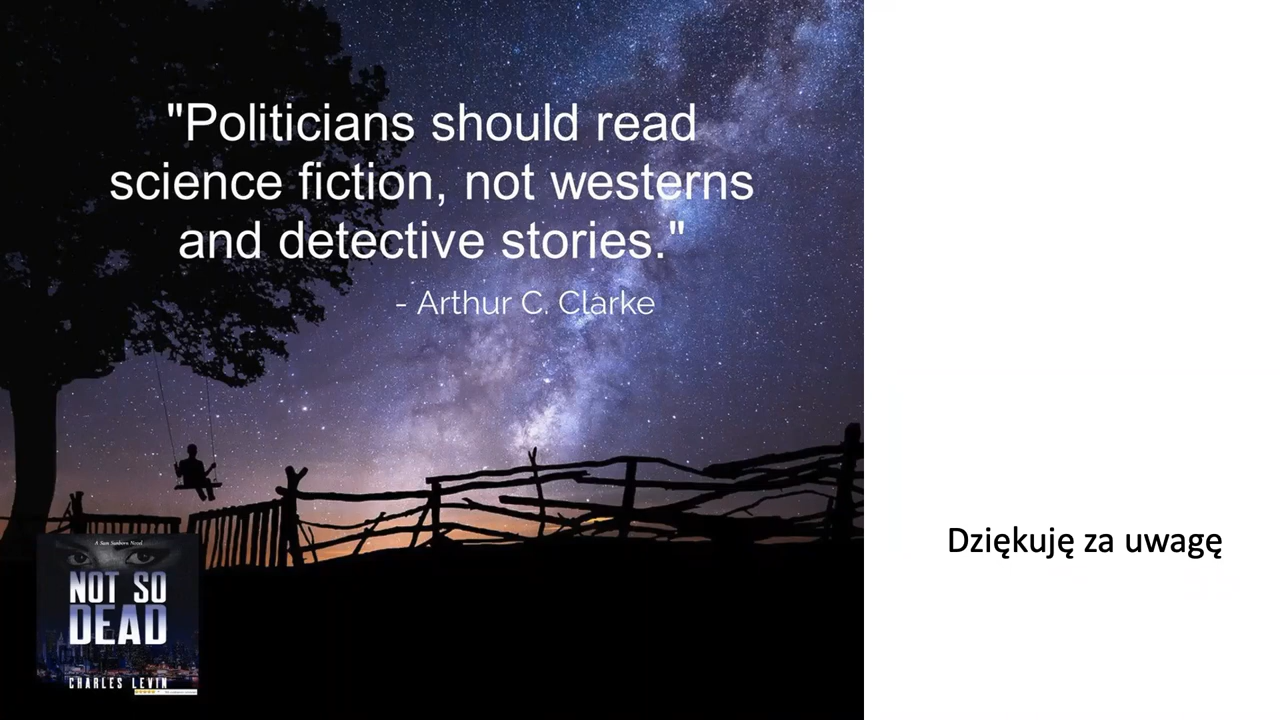 "Politicians should read
science fiction, not westerns
and detective stories."
- Arthur C. Clarke
A Sam Sunborn Novel
NOT SO
DEAD
CHARLES LEVIN
Dziękuję za uwagę